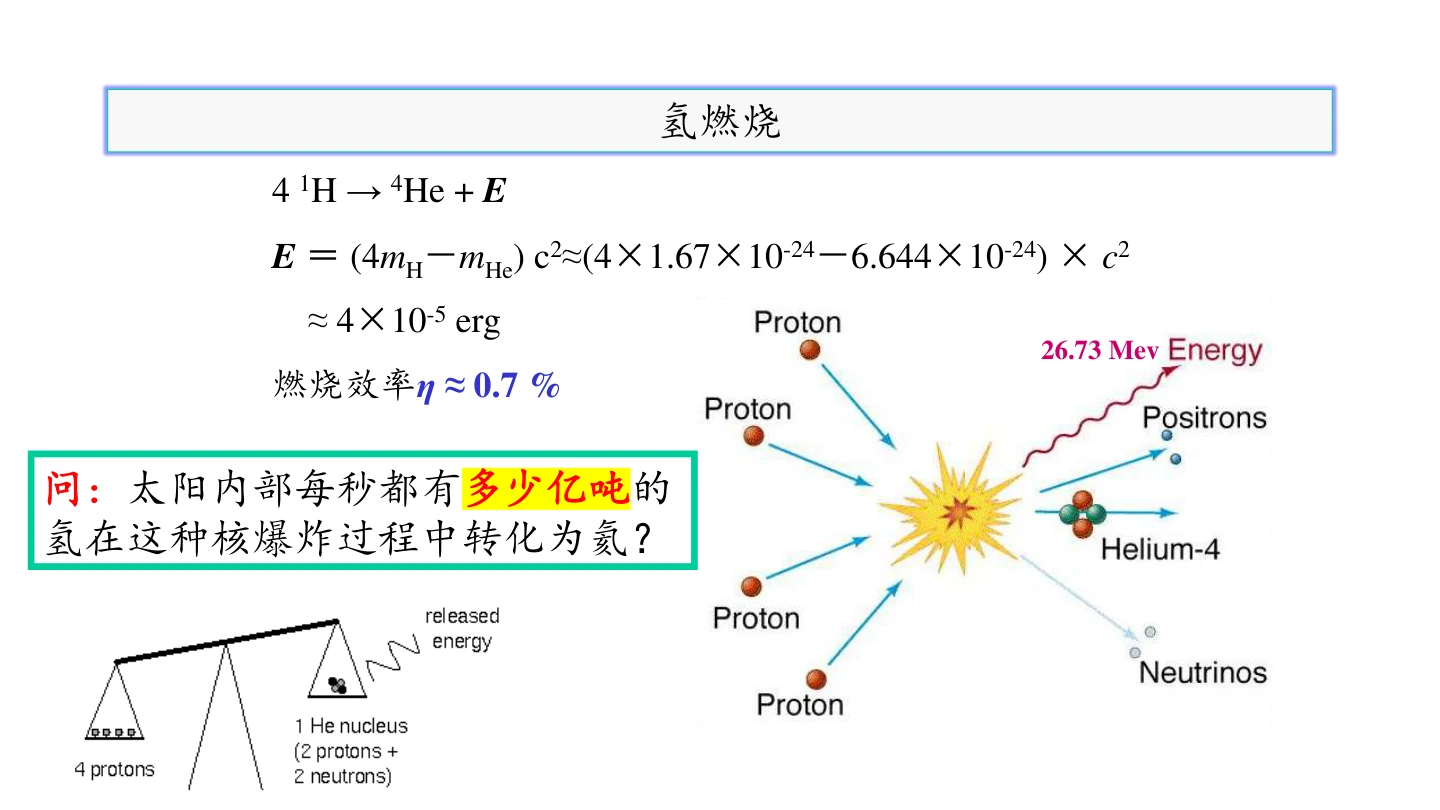 氢燃烧
4 ¹H → ⁴He + E
E = (4m_H－m_He) c²≈(4×1.67×10⁻²⁴－6.644×10⁻²⁴) × c²
≈ 4×10⁻⁵ erg
燃烧效率η ≈ 0.7 %
问：太阳内部每秒都有多少亿吨的
氢在这种核爆炸过程中转化为氦？
Proton
Proton
Proton
Proton
26.73 Mev Energy
Positrons
Helium-4
Neutrinos
released
energy
4 protons
1 He nucleus
(2 protons +
2 neutrons)